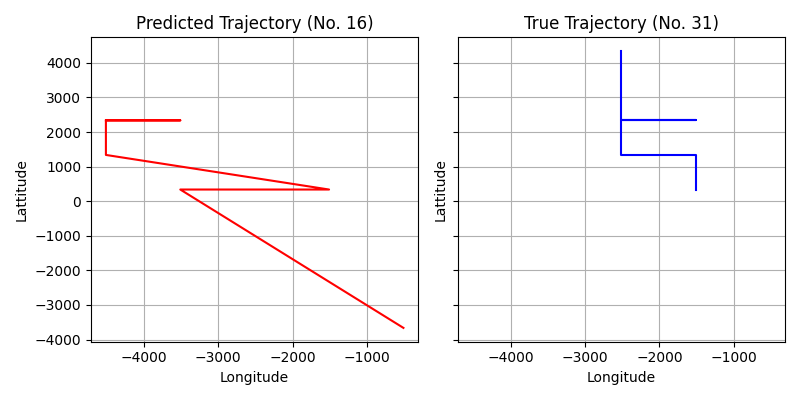 Predicted Trajectory (No. 16)
True Trajectory (No. 31)
Lattitude
4000
3000
2000
1000
0
−1000
−2000
−3000
−4000
−4000 −3000 −2000 −1000
Longitude
Lattitude
−4000 −3000 −2000 −1000
Longitude